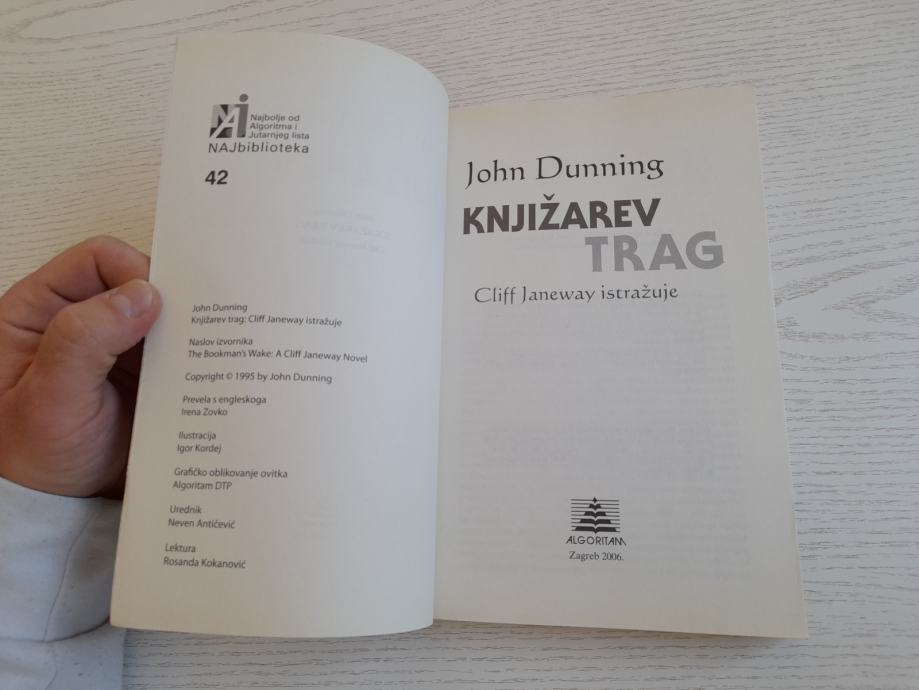 Najbolje od
Algoritma i
Jutarnjeg lista
NAJbiblioteka
42
John Dunning
Knjižarev trag: Cliff Janeway istražuje
Naslov izvornika
The Bookman's Wake: A Cliff Janeway Novel
Copyright © 1995 by John Dunning
Prevela s engleskoga
Irena Zovko
Ilustracija
Igor Kordej
Grafičko oblikovanje ovitka
Algoritam DTP
Urednik
Neven Antičević
Lektura
Rosanda Kokanović
John Dunning
KNJIŽAREV
TRAG
Cliff Janeway istražuje
ALGORITAM
Zagreb 2006.